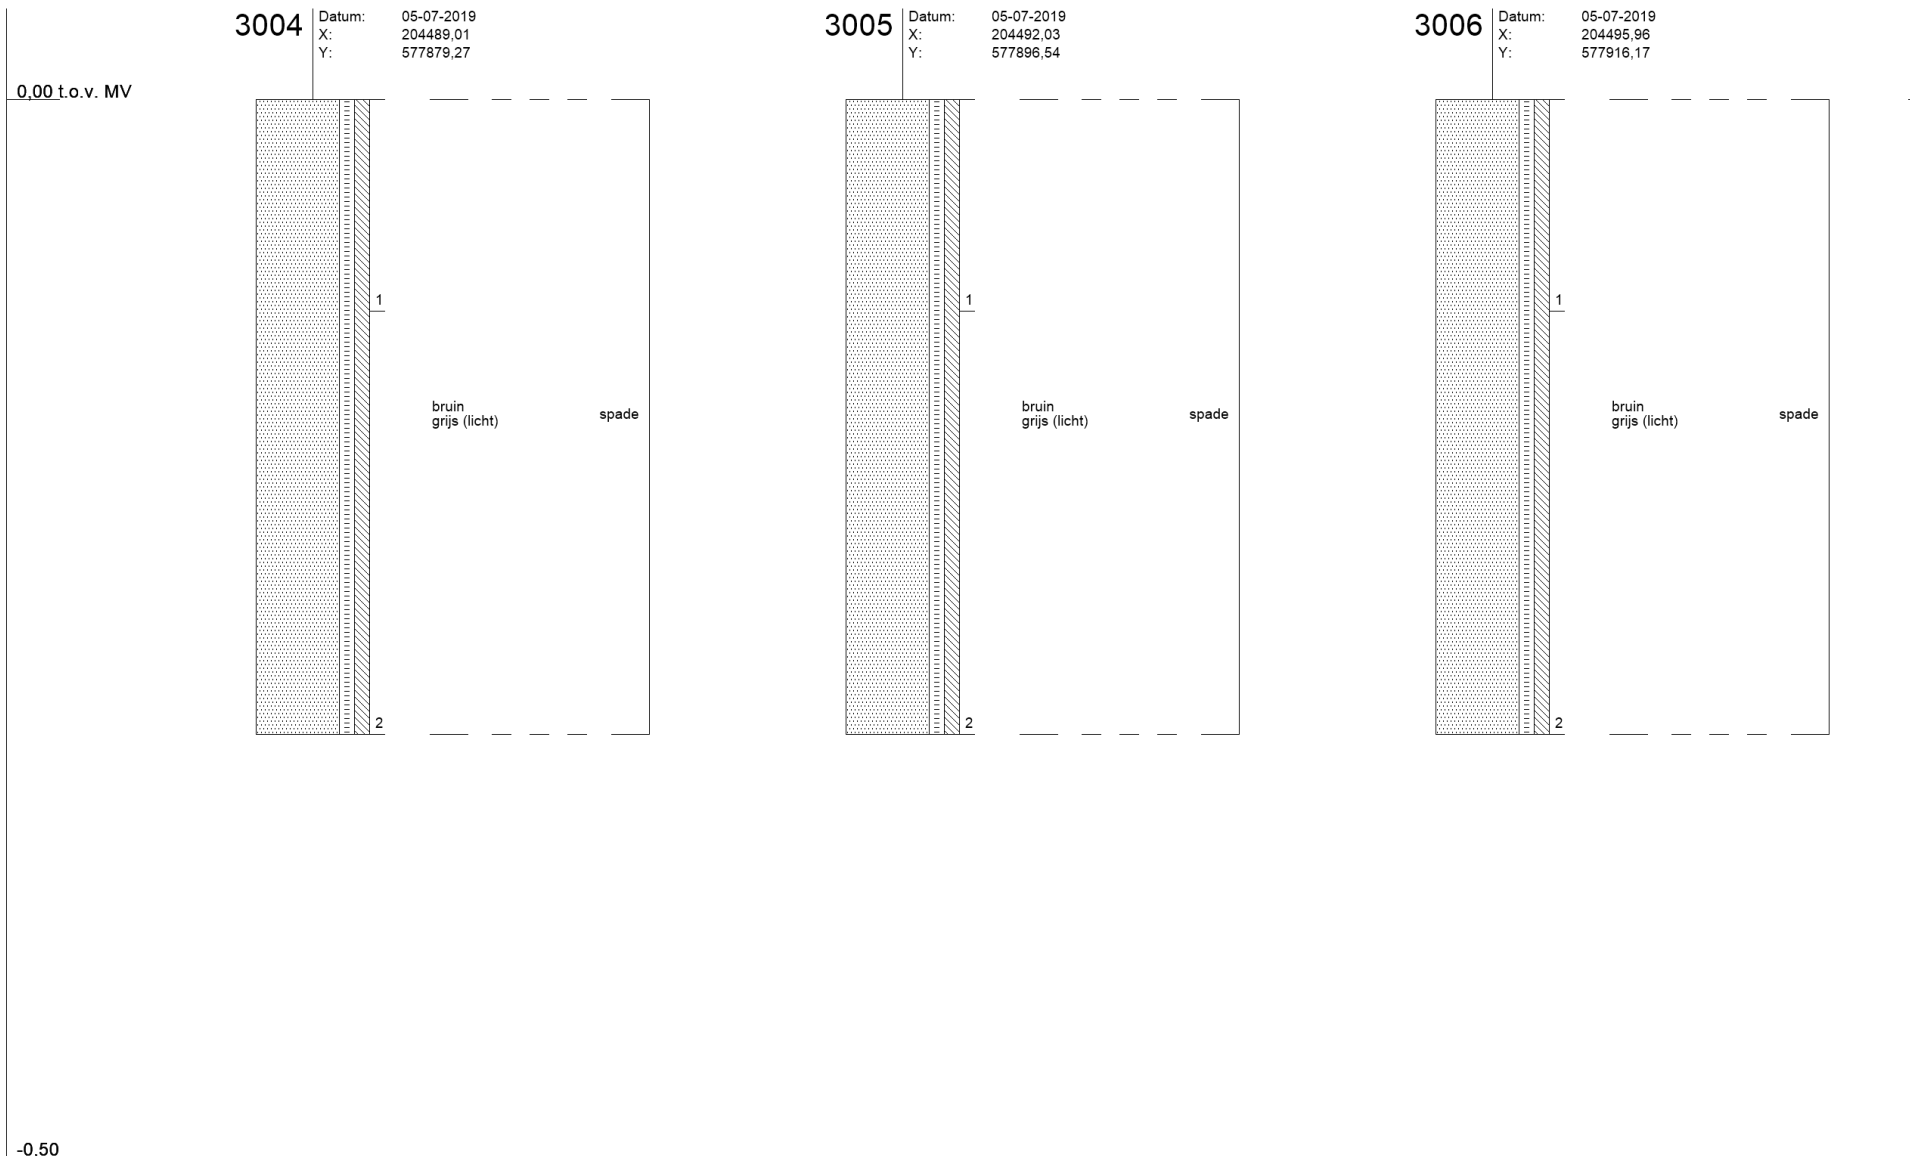 3004
Datum: 05-07-2019
X: 204489,01
Y: 577879,27
3005
Datum: 05-07-2019
X: 204492,03
Y: 577896,54
3006
Datum: 05-07-2019
X: 204495,96
Y: 577916,17
0,00 t.o.v. MV
1
bruin
grijs (licht)
spade
2
1
bruin
grijs (licht)
spade
2
1
bruin
grijs (licht)
spade
2
-0.50